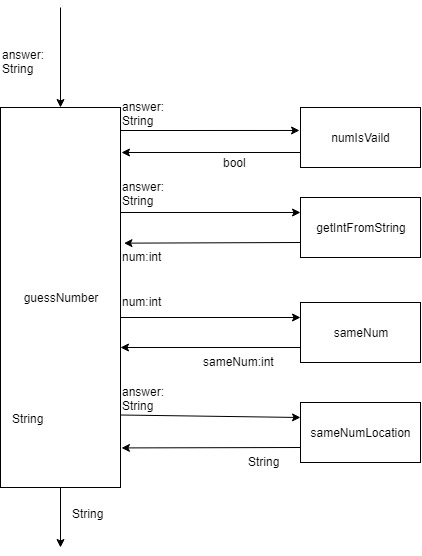 answer:
String
answer:
String
numIsVaild
bool
answer:
String
getIntFromString
num:int
guessNumber
num:int
sameNum
sameNum:int
answer:
String
String
sameNumLocation
String
String